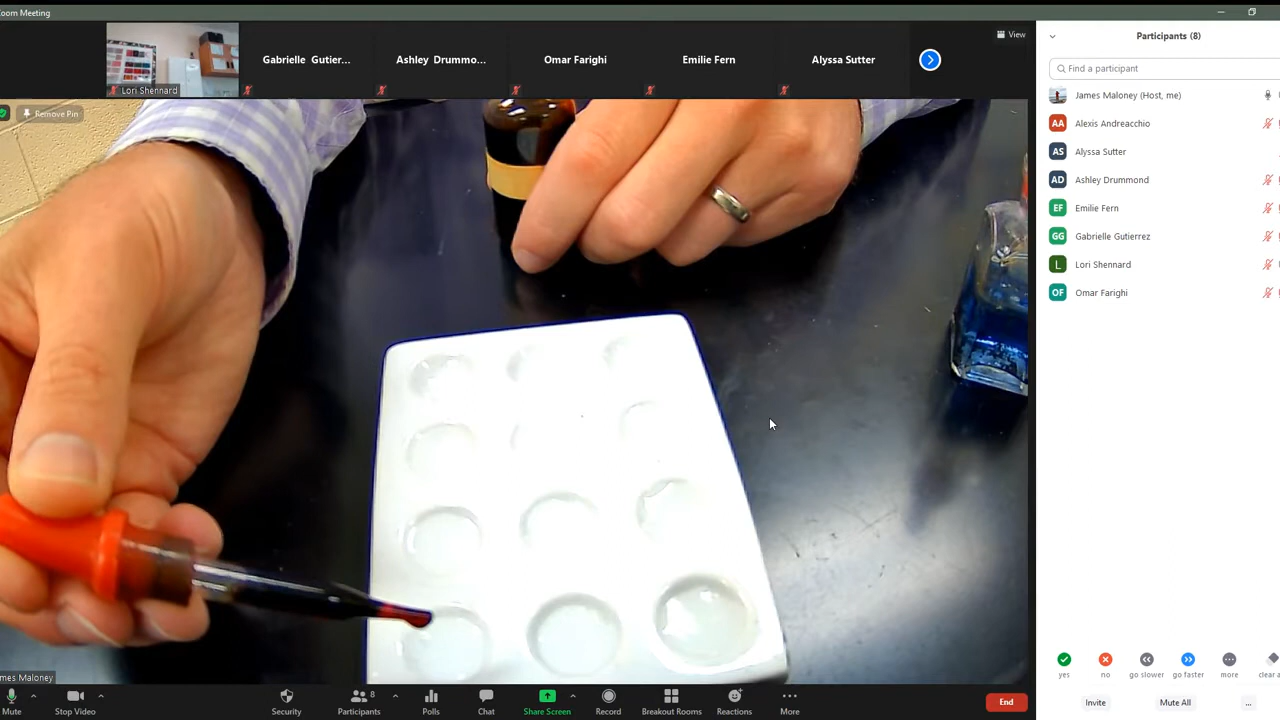 Zoom Meeting
View
Participants (8)
Gabrielle Gutier...
Ashley Drummo...
Omar Farighi
Emilie Fern
Alyssa Sutter
Lori Shennard
Find a participant
James Maloney (Host, me)
AA Alexis Andreacchio
AS Alyssa Sutter
AD Ashley Drummond
EF Emilie Fern
GG Gabrielle Gutierrez
L Lori Shennard
OF Omar Farighi
Remove Pin
James Maloney
yes no go slower go faster more clear a
Mute Stop Video Security Participants 8 Polls Chat Share Screen Record Breakout Rooms Reactions More End
Invite Mute All ...